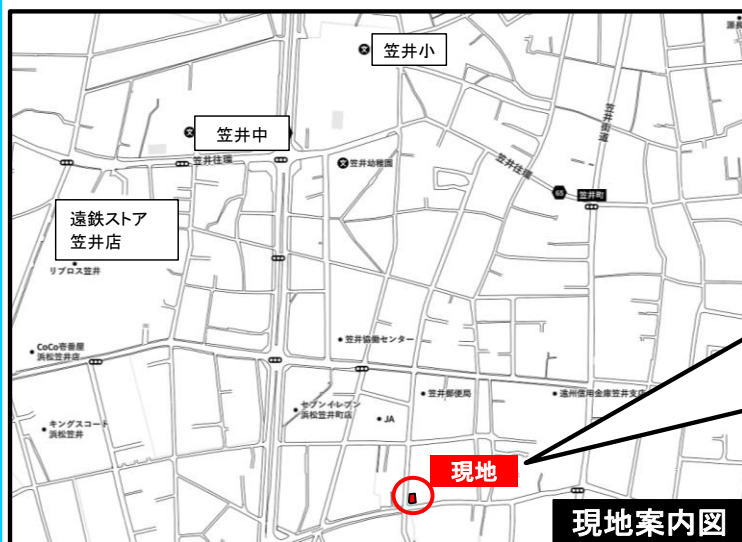 笠井小
笠井街道
笠井中
笠井往環
笠井幼稚園
笠井往環
65
笠井町
遠鉄ストア
笠井店
リブロス笠井
CoCo壱番屋
浜松笠井店
笠井協働センター
セブンイレブン
浜松笠井町店
笠井郵便局
遠州信用金庫笠井支店
JA
キングスコート
浜松笠井
現地
現地案内図